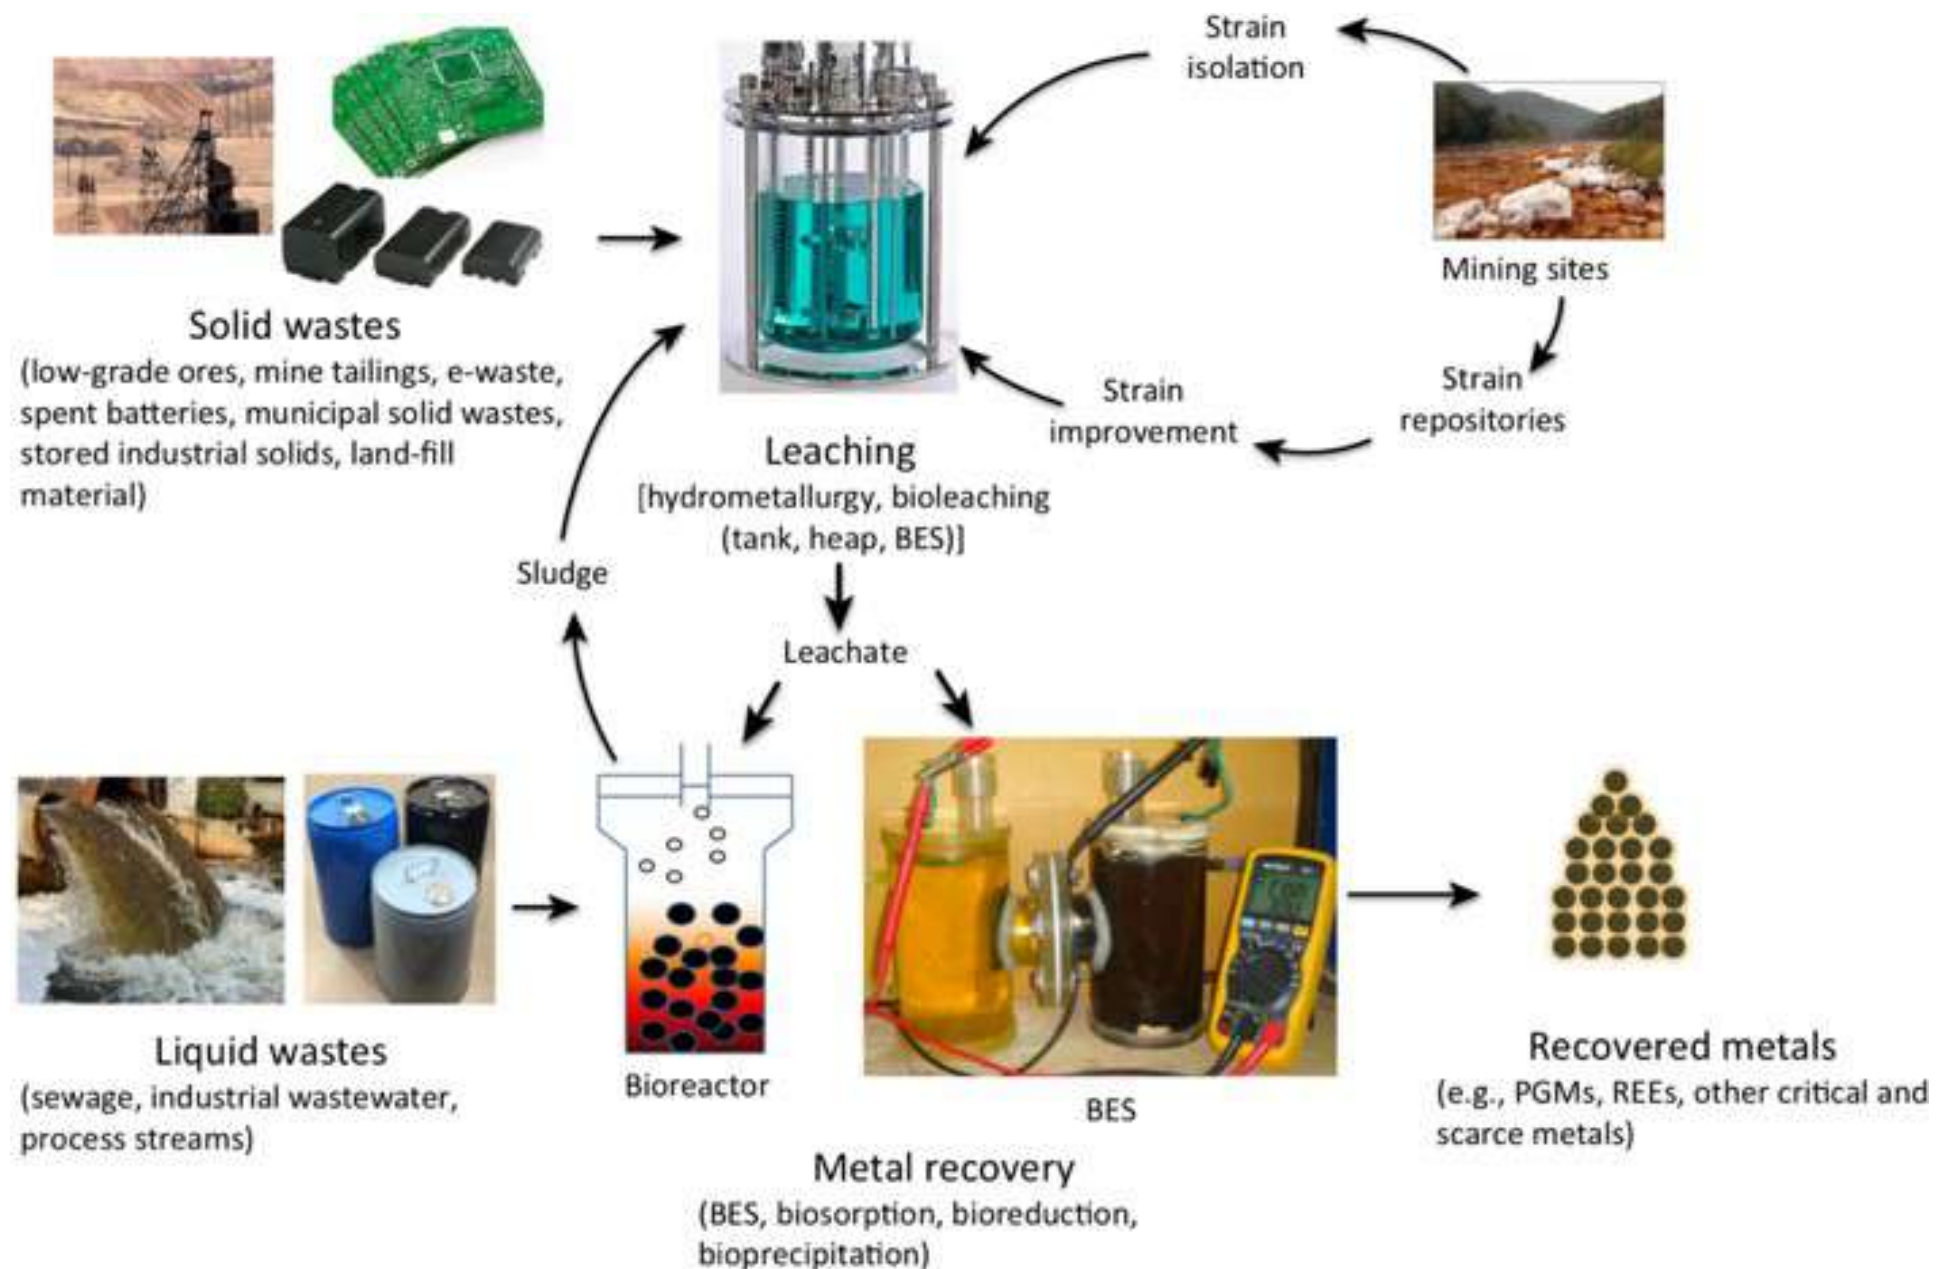 Strain
isolation
Mining sites
Solid wastes
(low-grade ores, mine tailings, e-waste,
spent batteries, municipal solid wastes,
stored industrial solids, land-fill
material)
Strain
repositories
Strain
improvement
Leaching
[hydrometallurgy, bioleaching
(tank, heap, BES)]
Sludge
Leachate
Liquid wastes
(sewage, industrial wastewater,
process streams)
Bioreactor
BES
Metal recovery
(BES, biosorption, bioreduction,
bioprecipitation)
Recovered metals
(e.g., PGMs, REEs, other critical and
scarce metals)